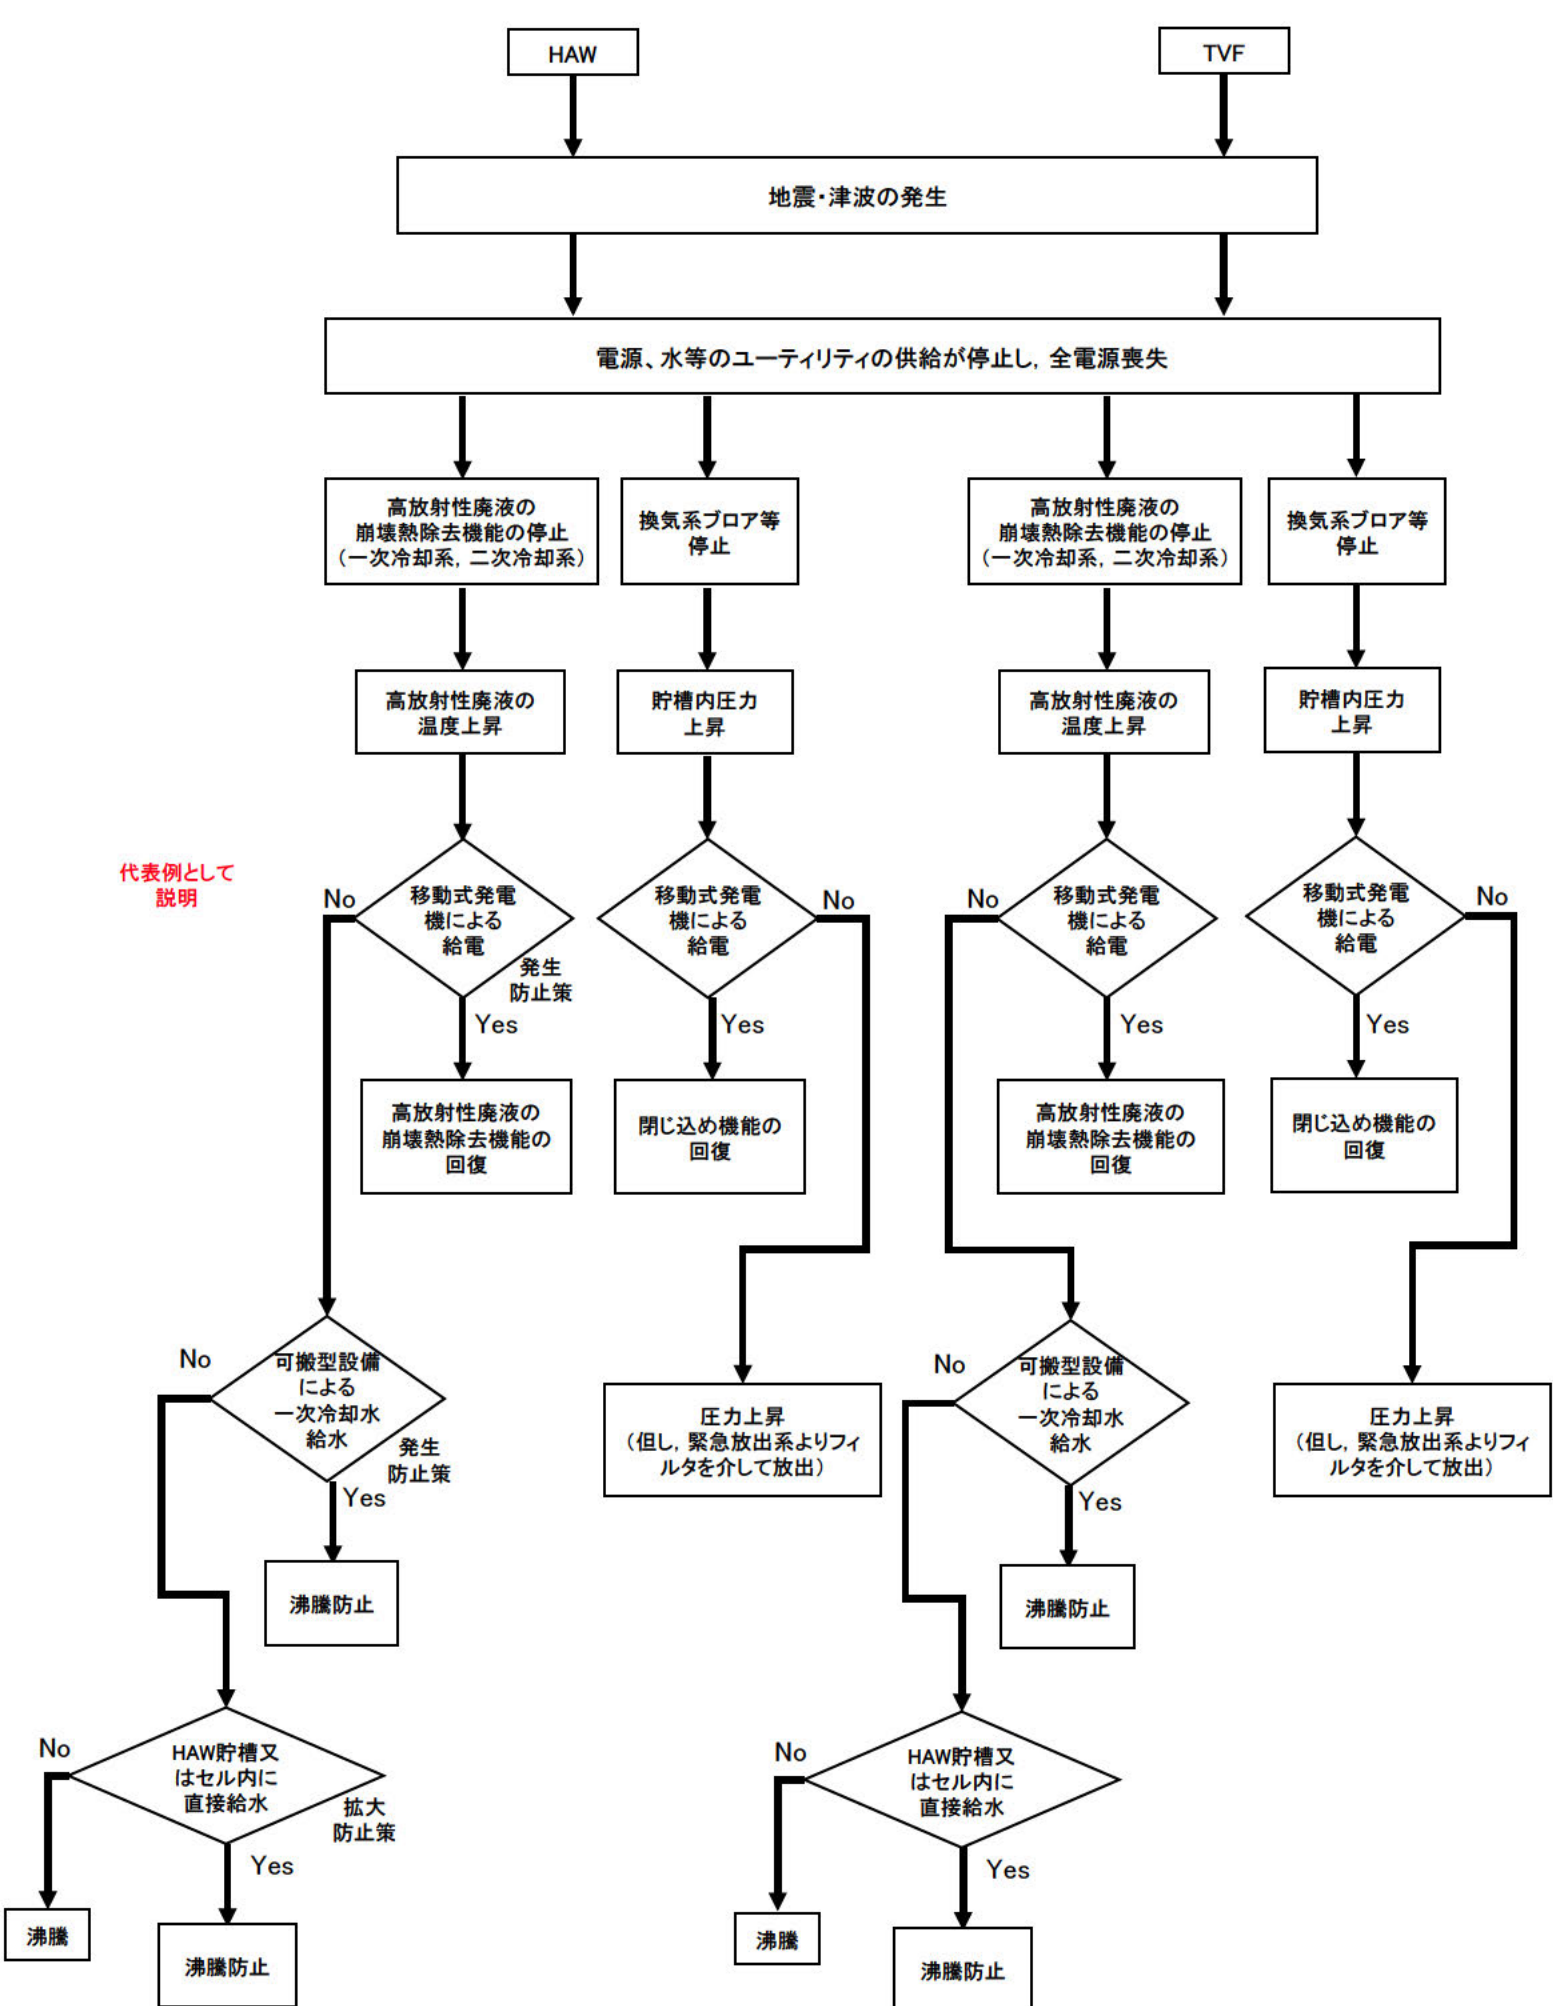 HAW
TVF
地震・津波の発生
電源、水等のユーティリティの供給が停止し，全電源喪失
高放射性廃液の
崩壊熱除去機能の停止
（一次冷却系，二次冷却系）
換気系ブロア等
停止
高放射性廃液の
崩壊熱除去機能の停止
（一次冷却系，二次冷却系）
換気系ブロア等
停止
高放射性廃液の
温度上昇
貯槽内圧力
上昇
高放射性廃液の
温度上昇
貯槽内圧力
上昇
代表例として
説明
No
移動式発電
機による
給電
発生
防止策
Yes
移動式発電
機による
給電
No
Yes
No
移動式発電
機による
給電
Yes
移動式発電
機による
給電
No
Yes
高放射性廃液の
崩壊熱除去機能の
回復
閉じ込め機能の
回復
高放射性廃液の
崩壊熱除去機能の
回復
閉じ込め機能の
回復
No
可搬型設備
による
一次冷却水
給水
発生
防止策
Yes
圧力上昇
（但し，緊急放出系よりフィ
ルタを介して放出）
No
可搬型設備
による
一次冷却水
給水
Yes
圧力上昇
（但し，緊急放出系よりフィ
ルタを介して放出）
沸騰防止
沸騰防止
No
HAW貯槽又
はセル内に
直接給水
拡大
防止策
Yes
No
HAW貯槽又
はセル内に
直接給水
Yes
沸騰
沸騰防止
沸騰
沸騰防止